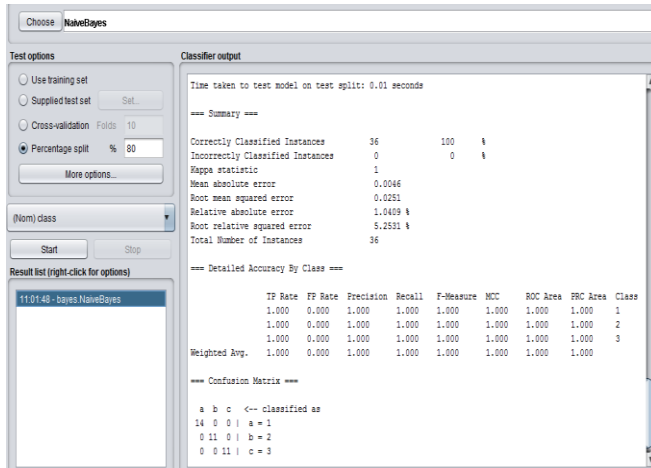 Choose NaiveBayes
Test options
Use training set
Supplied test set Set...
Cross-validation Folds 10
Percentage split % 80
More options...
(Nom) class
Start Stop
Result list (right-click for options)
11:01:48 - bayes.NaiveBayes
Classifier output
Time taken to test model on test split: 0.01 seconds
=== Summary ===
Correctly Classified Instances 36 100 %
Incorrectly Classified Instances 0 0 %
Kappa statistic 1
Mean absolute error 0.0046
Root mean squared error 0.0251
Relative absolute error 1.0409 %
Root relative squared error 5.2531 %
Total Number of Instances 36
=== Detailed Accuracy By Class ===
TP Rate FP Rate Precision Recall F-Measure MCC ROC Area PRC Area Class
1.000 0.000 1.000 1.000 1.000 1.000 1.000 1.000 1
1.000 0.000 1.000 1.000 1.000 1.000 1.000 1.000 2
1.000 0.000 1.000 1.000 1.000 1.000 1.000 1.000 3
Weighted Avg. 1.000 0.000 1.000 1.000 1.000 1.000 1.000 1.000
=== Confusion Matrix ===
a b c <-- classified as
14 0 0 | a = 1
0 11 0 | b = 2
0 0 11 | c = 3